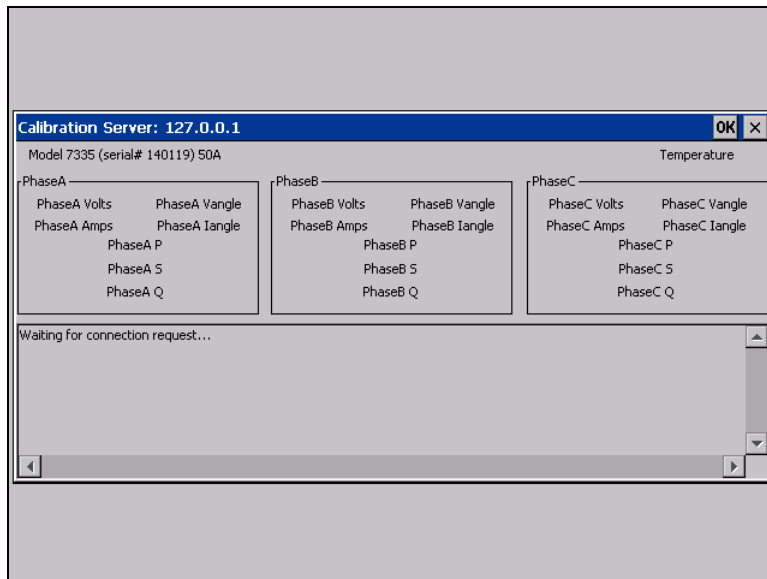 Calibration Server: 127.0.0.1 OK
Model 7335 (serial# 140119) 50A Temperature
PhaseA PhaseB PhaseC
PhaseA Volts PhaseA Vangle PhaseB Volts PhaseB Vangle PhaseC Volts PhaseC Vangle
PhaseA Amps PhaseA Iangle PhaseB Amps PhaseB Iangle PhaseC Amps PhaseC Iangle
PhaseA P PhaseB P PhaseC P
PhaseA S PhaseB S PhaseC S
PhaseA Q PhaseB Q PhaseC Q
Waiting for connection request...